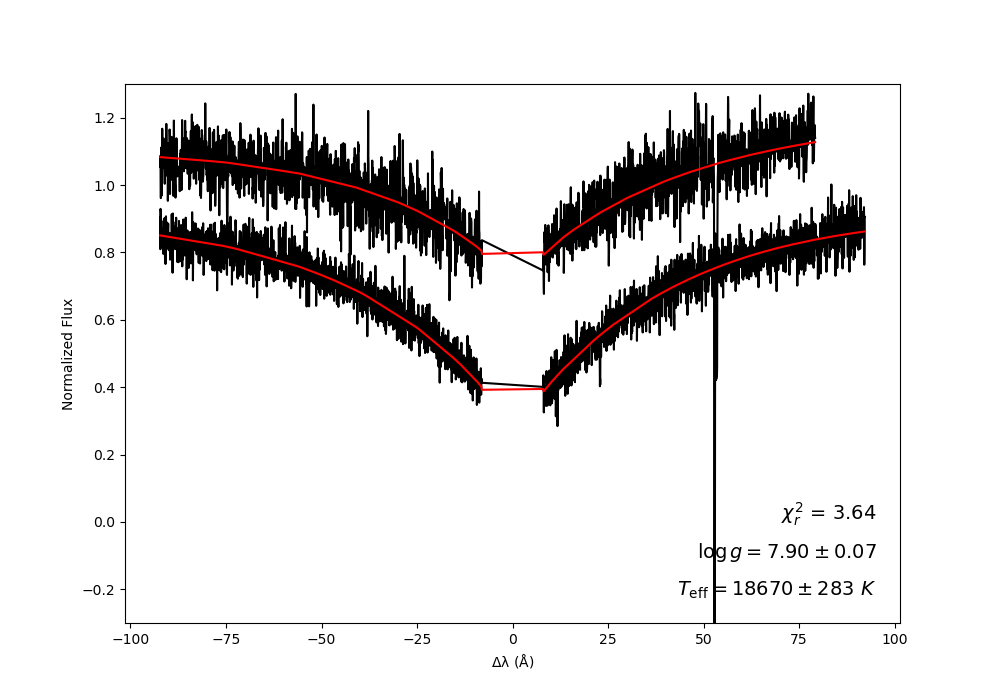 1.2
1.0
0.8
0.6
0.4
0.2
0.0
−0.2
Normalized Flux
χ²ᵣ = 3.64
log g = 7.90 ± 0.07
T_eff = 18670 ± 283 K
−100 −75 −50 −25 0 25 50 75 100
Δλ (Å)